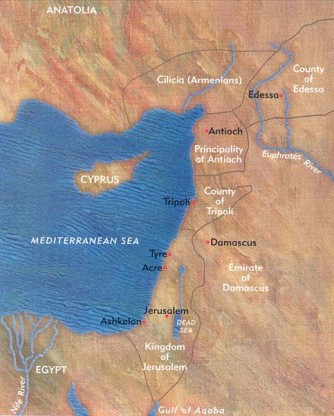 ANATOLIA
Cilicia (Armenians)
County
of
Edessa
Edessa
Antioch
Principality
of Antioch
Euphrates River
CYPRUS
County
of
Tripoli
Tripoli
MEDITERRANEAN SEA
Damascus
Tyre
Acre
Emirate
of
Damascus
Jerusalem
Ashkelon
DEAD
SEA
Kingdom
of
Jerusalem
EGYPT
Nile River
Gulf of Aqaba